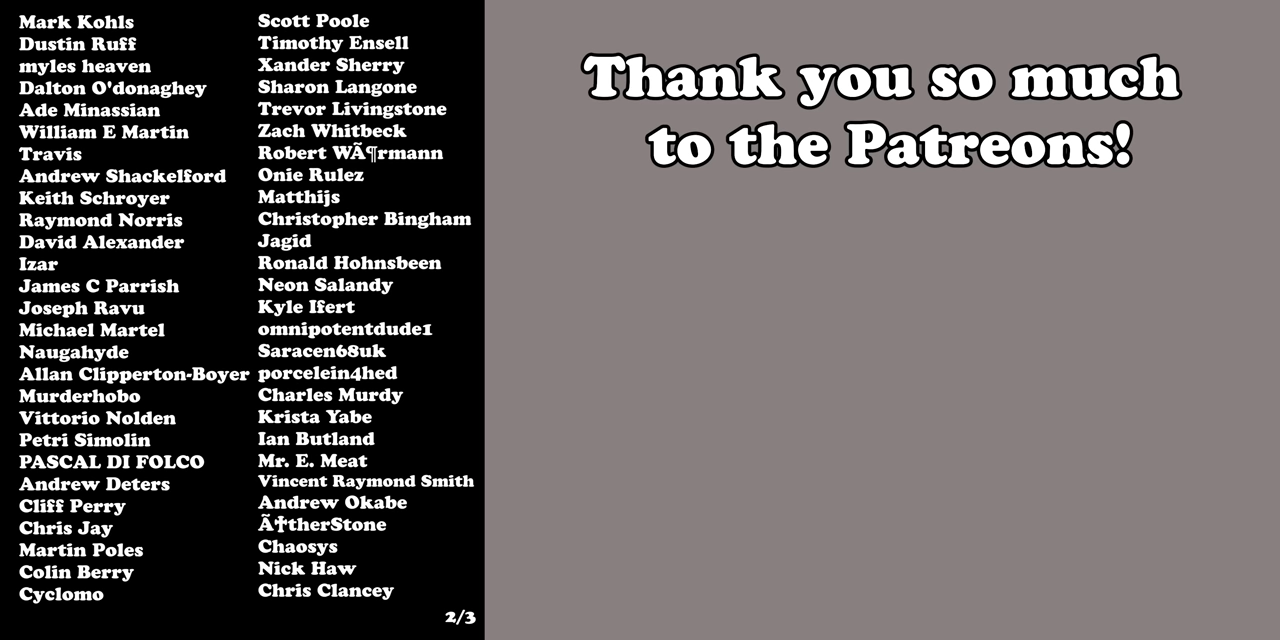 Mark Kohls
Dustin Ruff
myles heaven
Dalton O'donaghey
Ade Minassian
William E Martin
Travis
Andrew Shackelford
Keith Schroyer
Raymond Norris
David Alexander
Izar
James C Parrish
Joseph Ravu
Michael Martel
Naugahyde
Allan Clipperton-Boyer
Murderhobo
Vittorio Nolden
Petri Simolin
PASCAL DI FOLCO
Andrew Deters
Cliff Perry
Chris Jay
Martin Poles
Colin Berry
Cyclomo
Scott Poole
Timothy Ensell
Xander Sherry
Sharon Langone
Trevor Livingstone
Zach Whitbeck
Robert WÃ¶rmann
Onie Rulez
Matthijs
Christopher Bingham
Jagid
Ronald Hohnsbeen
Neon Salandy
Kyle Ifert
omnipotentdude1
Saracen68uk
porcelein4hed
Charles Murdy
Krista Yabe
Ian Butland
Mr. E. Meat
Vincent Raymond Smith
Andrew Okabe
Ã†therStone
Chaosys
Nick Haw
Chris Clancey
2/3
Thank you so much
to the Patreons!